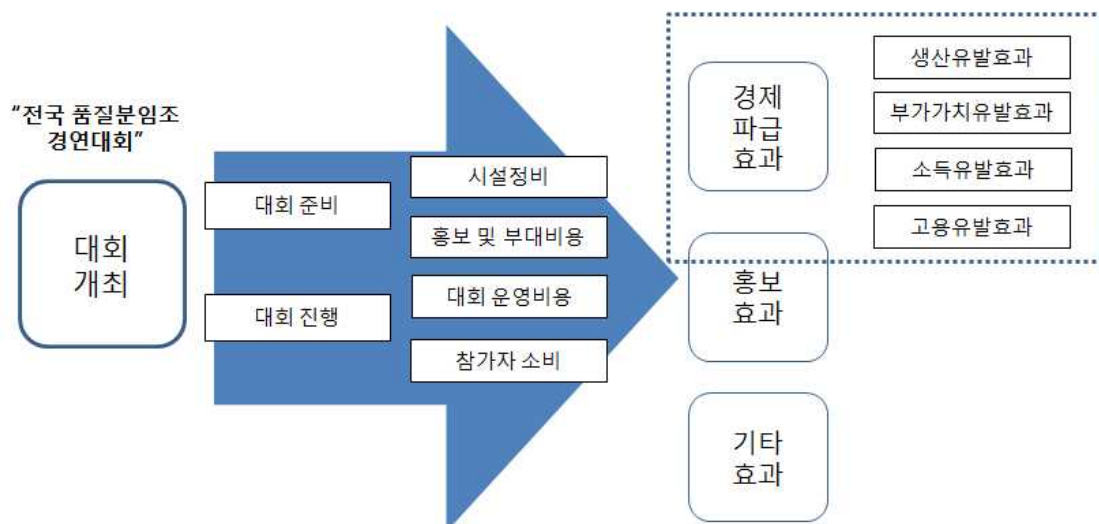 "전국 품질분임조
경연대회"
대회
개최
대회 준비
대회 진행
시설정비
홍보 및 부대비용
대회 운영비용
참가자 소비
경제
파급
효과
홍보
효과
기타
효과
생산유발효과
부가가치유발효과
소득유발효과
고용유발효과